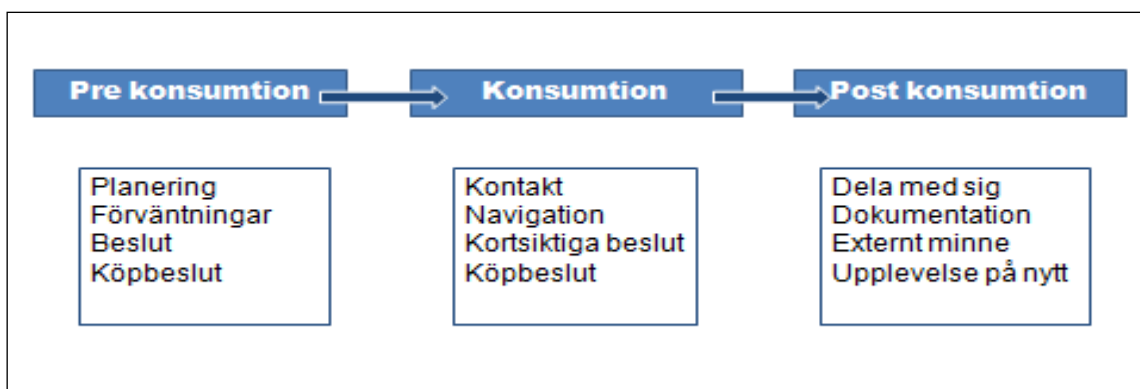 Pre konsumtion
Konsumtion
Post konsumtion
Planering
Förväntningar
Beslut
Köpbeslut
Kontakt
Navigation
Kortsiktiga beslut
Köpbeslut
Dela med sig
Dokumentation
Externt minne
Upplevelse på nytt